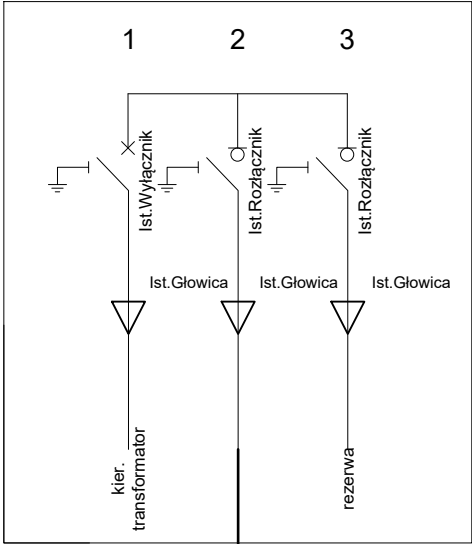 1 2 3
Ist.Wyłącznik
Ist.Rozłącznik
Ist.Rozłącznik
Ist.Głowica Ist.Głowica Ist.Głowica
kier.
transformator
rezerwa